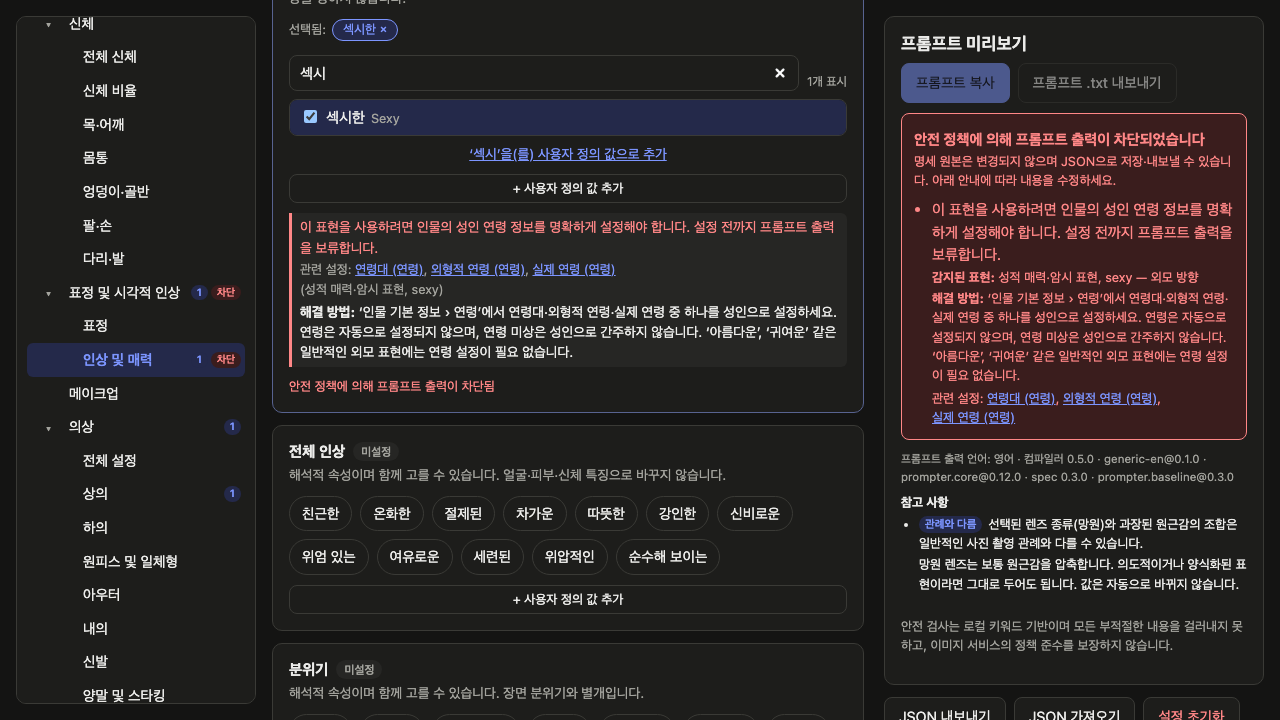 신체
전체 신체
신체 비율
목·어깨
몸통
엉덩이·골반
팔·손
다리·발
표정 및 시각적 인상 1 차단
표정
인상 및 매력 1 차단
메이크업
의상 1
전체 설정
상의 1
하의
원피스 및 일체형
아우터
내의
신발
양말 및 스타킹
선택됨: 섹시한 ×
섹시 ×
1개 표시
섹시한 Sexy
‘섹시’을(를) 사용자 정의 값으로 추가
+ 사용자 정의 값 추가
이 표현을 사용하려면 인물의 성인 연령 정보를 명확하게 설정해야 합니다. 설정 전까지 프롬프트 출력
을 보류합니다.
관련 설정: 연령대 (연령), 외형적 연령 (연령), 실제 연령 (연령)
(성적 매력·암시 표현, sexy)
해결 방법: ‘인물 기본 정보 › 연령’에서 연령대·외형적 연령·실제 연령 중 하나를 성인으로 설정하세요.
연령은 자동으로 설정되지 않으며, 연령 미상은 성인으로 간주하지 않습니다. ‘아름다운’, ‘귀여운’ 같은
일반적인 외모 표현에는 연령 설정이 필요 없습니다.
안전 정책에 의해 프롬프트 출력이 차단됨
전체 인상 미설정
해석적 속성이며 함께 고를 수 있습니다. 얼굴·피부·신체 특징으로 바꾸지 않습니다.
친근한 온화한 절제된 차가운 따뜻한 강인한 신비로운
위엄 있는 여유로운 세련된 위압적인 순수해 보이는
+ 사용자 정의 값 추가
분위기 미설정
해석적 속성이며 함께 고를 수 있습니다. 장면 분위기와 별개입니다.
프롬프트 미리보기
프롬프트 복사 프롬프트 .txt 내보내기
안전 정책에 의해 프롬프트 출력이 차단되었습니다
명세 원본은 변경되지 않으며 JSON으로 저장·내보낼 수 있습니
다. 아래 안내에 따라 내용을 수정하세요.
• 이 표현을 사용하려면 인물의 성인 연령 정보를 명확
하게 설정해야 합니다. 설정 전까지 프롬프트 출력을
보류합니다.
감지된 표현: 성적 매력·암시 표현, sexy — 외모 방향
해결 방법: ‘인물 기본 정보 › 연령’에서 연령대·외형적 연령·
실제 연령 중 하나를 성인으로 설정하세요. 연령은 자동으로
설정되지 않으며, 연령 미상은 성인으로 간주하지 않습니다.
‘아름다운’, ‘귀여운’ 같은 일반적인 외모 표현에는 연령 설정
이 필요 없습니다.
관련 설정: 연령대 (연령), 외형적 연령 (연령),
실제 연령 (연령)
프롬프트 출력 언어: 영어 · 컴파일러 0.5.0 · generic-en@0.1.0 ·
prompter.core@0.12.0 · spec 0.3.0 · prompter.baseline@0.3.0
참고 사항
• 관례와 다름 선택된 렌즈 종류(망원)와 과장된 원근감의 조합은
일반적인 사진 촬영 관례와 다를 수 있습니다.
망원 렌즈는 보통 원근감을 압축합니다. 의도적이거나 양식화된 표
현이라면 그대로 두어도 됩니다. 값은 자동으로 바뀌지 않습니다.
안전 검사는 로컬 키워드 기반이며 모든 부적절한 내용을 걸러내지 못
하고, 이미지 서비스의 정책 준수를 보장하지 않습니다.
JSON 내보내기 JSON 가져오기 설정 초기화